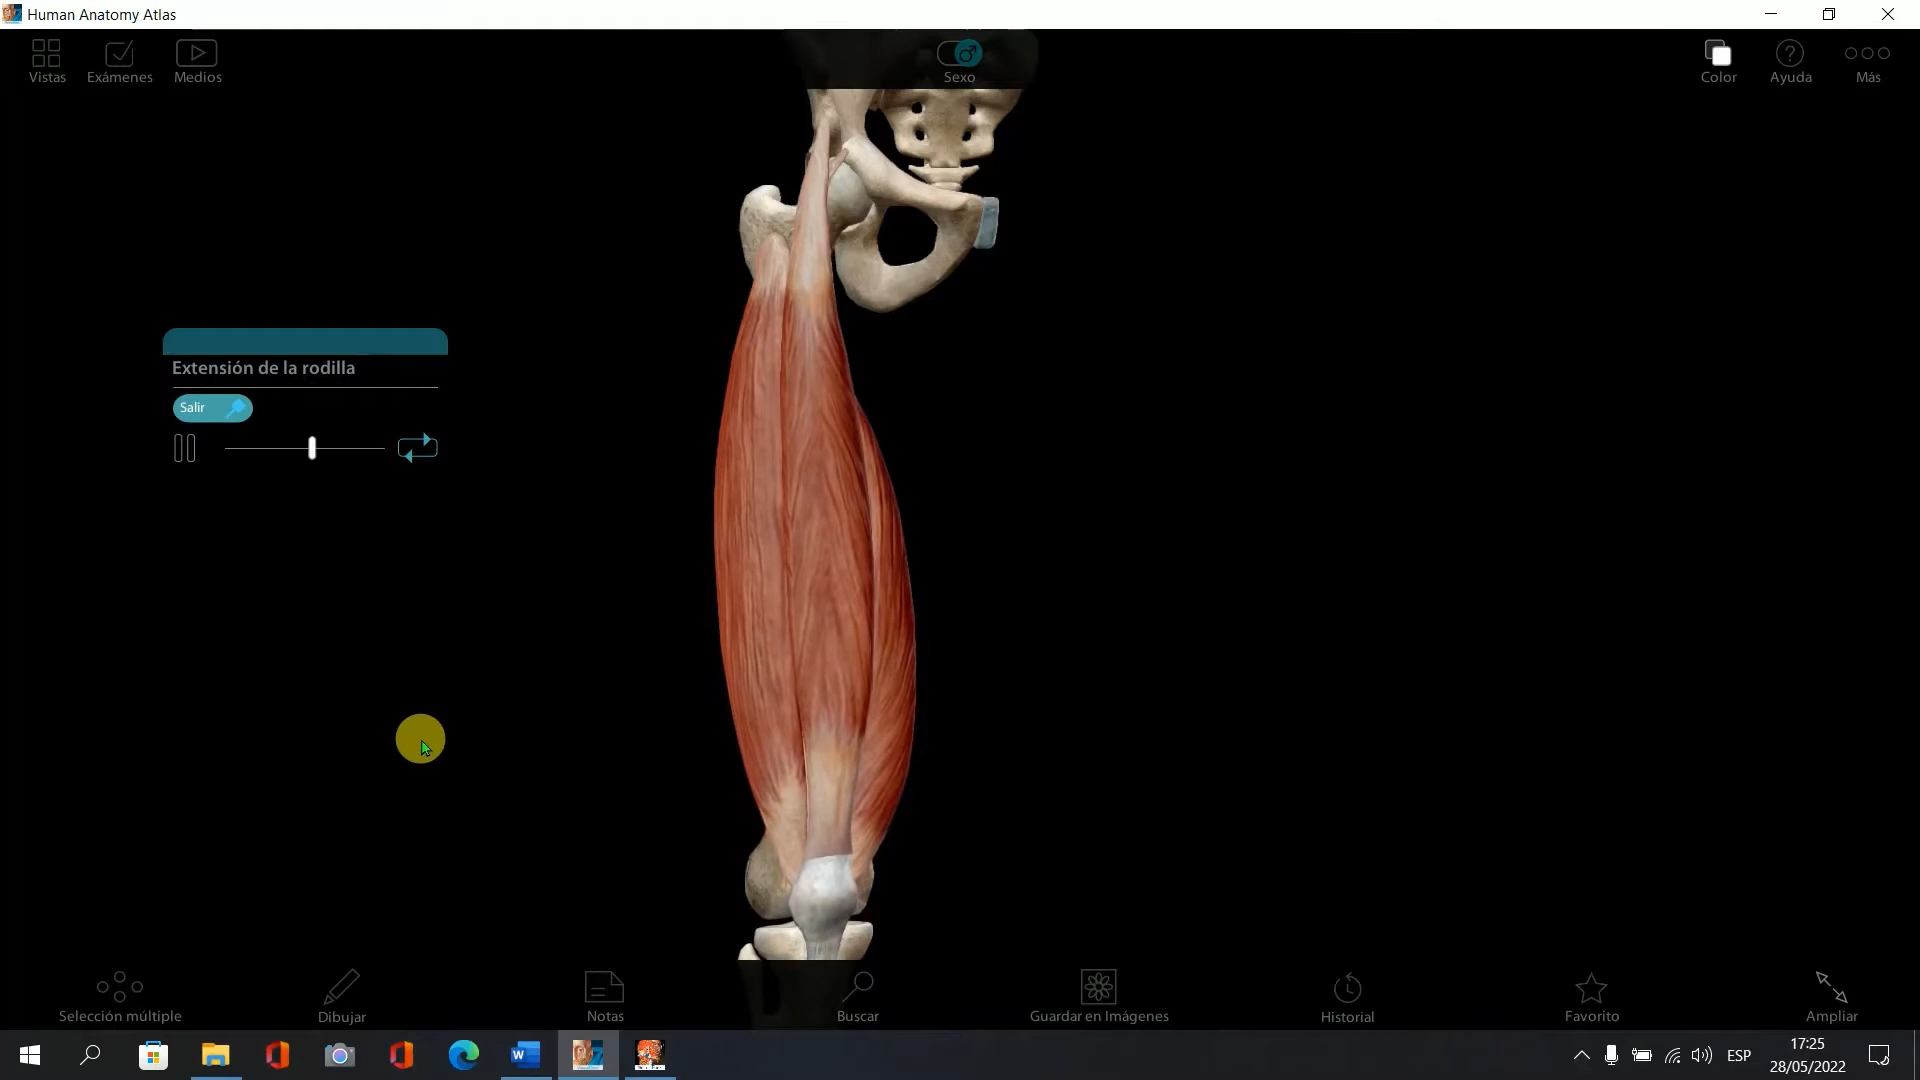 Human Anatomy Atlas
Vistas
Exámenes
Medios
Sexo
Color
Ayuda
Más
Extensión de la rodilla
Salir
Selección múltiple
Dibujar
Notas
Buscar
Guardar en Imágenes
Historial
Favorito
Ampliar
ESP
17:25
28/05/2022